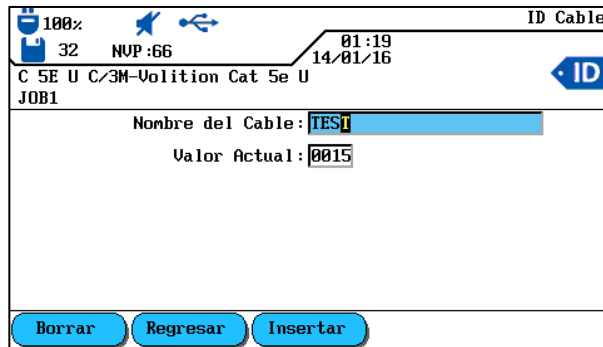 100% ID Cable
32 NVP:66 01:19
14/01/16
C 5E U C/3M-Volition Cat 5e U
ID
JOB1
Nombre del Cable: TEST
Valor Actual: 0015
Borrar Regresar Insertar